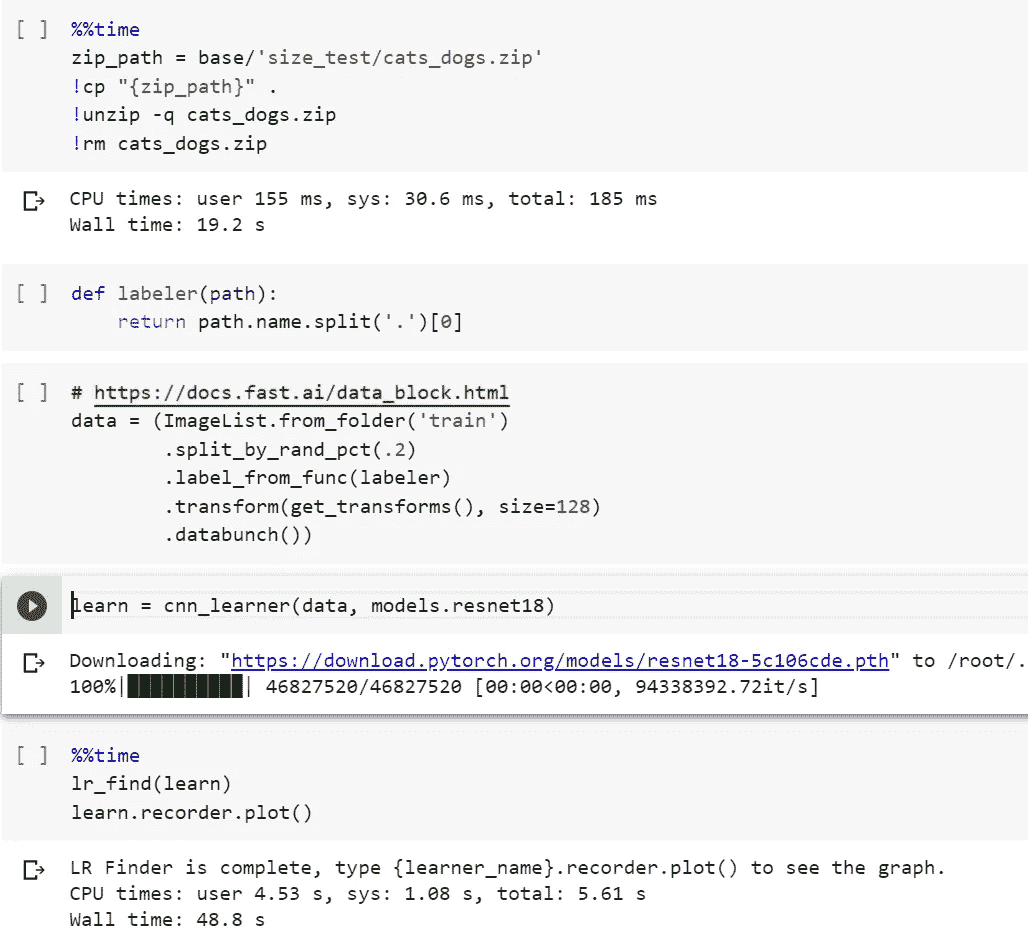 [ ] %%time
zip_path = base/'size_test/cats_dogs.zip'
!cp "{zip_path}" .
!unzip -q cats_dogs.zip
!rm cats_dogs.zip
CPU times: user 155 ms, sys: 30.6 ms, total: 185 ms
Wall time: 19.2 s
[ ] def labeler(path):
    return path.name.split('.')[0]
[ ] # https://docs.fast.ai/data_block.html
data = (ImageList.from_folder('train')
        .split_by_rand_pct(.2)
        .label_from_func(labeler)
        .transform(get_transforms(), size=128)
        .databunch())
learn = cnn_learner(data, models.resnet18)
Downloading: "https://download.pytorch.org/models/resnet18-5c106cde.pth" to /root/.
100%|██████████| 46827520/46827520 [00:00<00:00, 94338392.72it/s]
[ ] %%time
lr_find(learn)
learn.recorder.plot()
LR Finder is complete, type {learner_name}.recorder.plot() to see the graph.
CPU times: user 4.53 s, sys: 1.08 s, total: 5.61 s
Wall time: 48.8 s